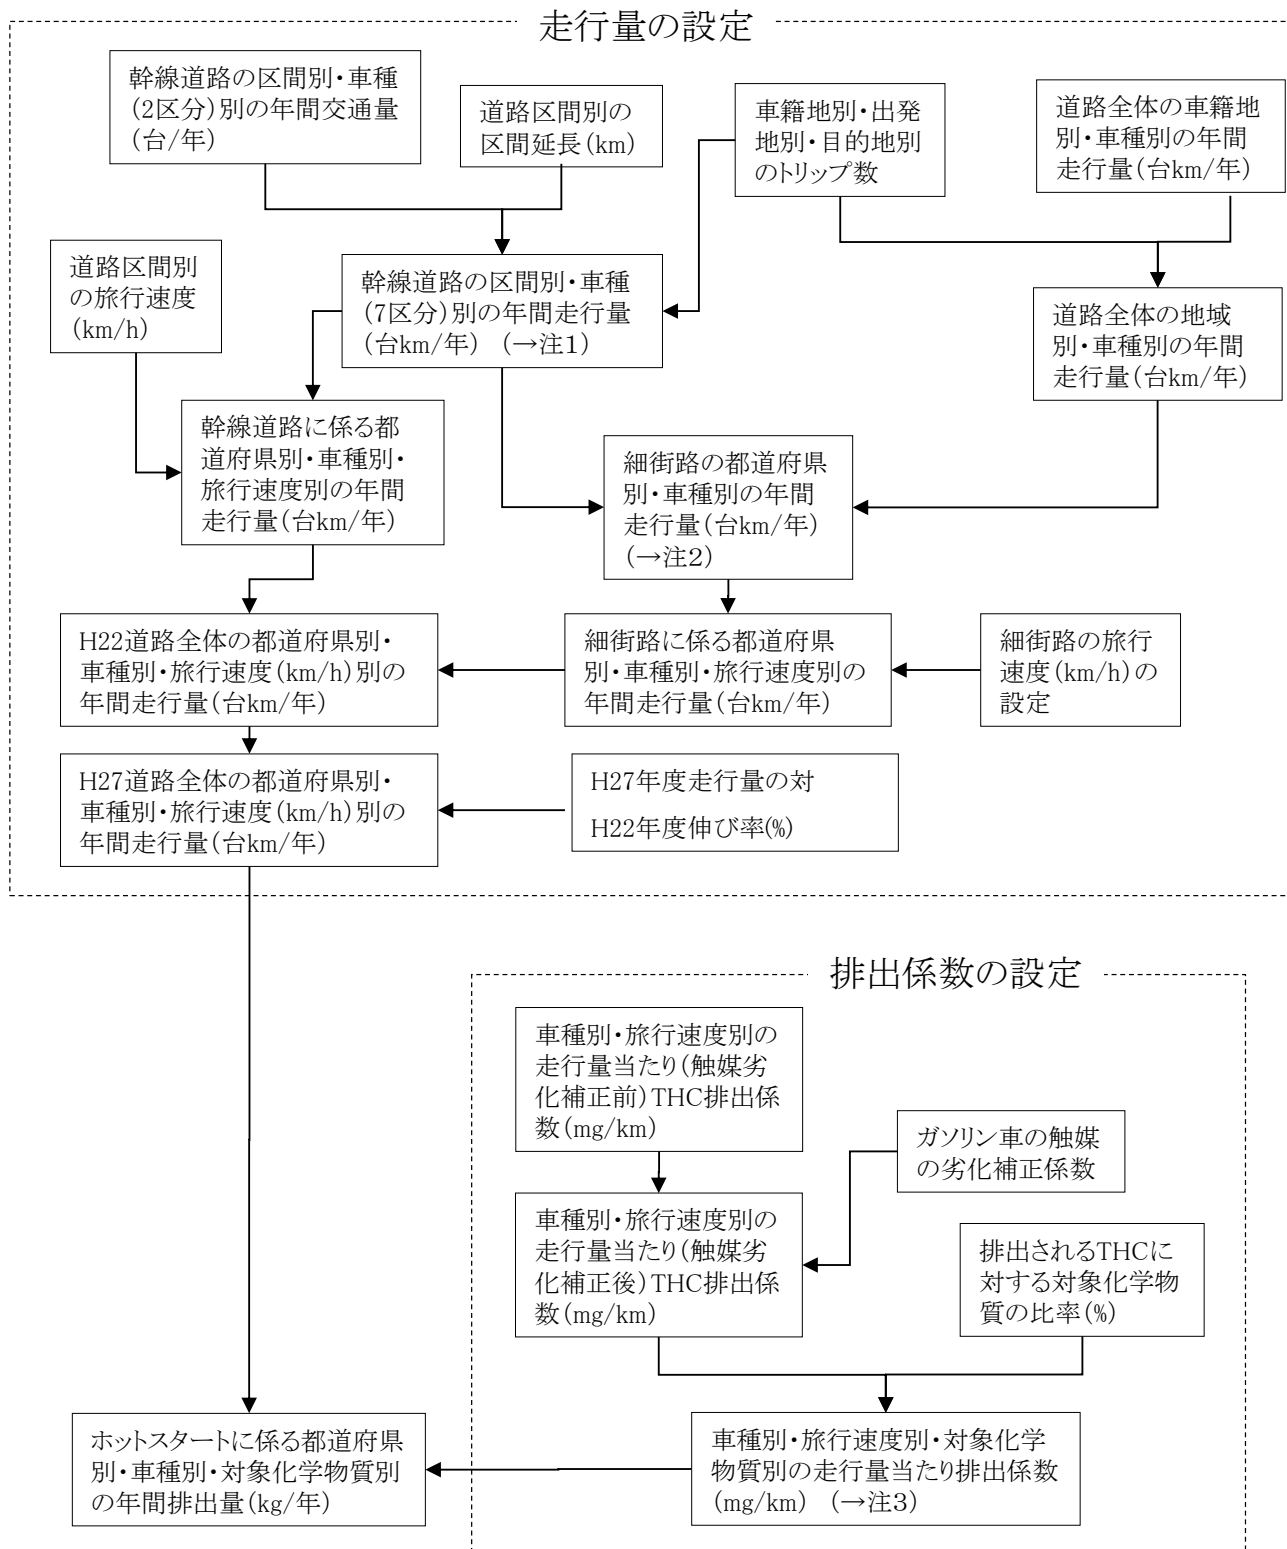 走行量の設定
幹線道路の区間別・車種
(2区分)別の年間交通量
(台/年)
道路区間別の
区間延長(km)
車籍地別・出発
地別・目的地別
のトリップ数
道路全体の車籍地
別・車種別の年間
走行量(台km/年)
道路区間別
の旅行速度
(km/h)
幹線道路の区間別・車種
(7区分)別の年間走行量
(台km/年) (→注1)
道路全体の地域
別・車種別の年間
走行量(台km/年)
幹線道路に係る都
道府県別・車種別・
旅行速度別の年間
走行量(台km/年)
細街路の都道府県
別・車種別の年間
走行量(台km/年)
(→注2)
H22道路全体の都道府県別・
車種別・旅行速度(km/h)別の
年間走行量(台km/年)
細街路に係る都道府県
別・車種別・旅行速度別の
年間走行量(台km/年)
細街路の旅行
速度(km/h)の
設定
H27道路全体の都道府県別・
車種別・旅行速度(km/h)別の
年間走行量(台km/年)
H27年度走行量の対
H22年度伸び率(%)
排出係数の設定
車種別・旅行速度別の
走行量当たり(触媒劣
化補正前)THC排出係
数(mg/km)
ガソリン車の触媒
の劣化補正係数
車種別・旅行速度別の
走行量当たり(触媒劣
化補正後)THC排出係
数(mg/km)
排出されるTHCに
対する対象化学物
質の比率(%)
ホットスタートに係る都道府県
別・車種別・対象化学物質別
の年間排出量(kg/年)
車種別・旅行速度別・対象化学
物質別の走行量当たり排出係数
(mg/km) (→注3)